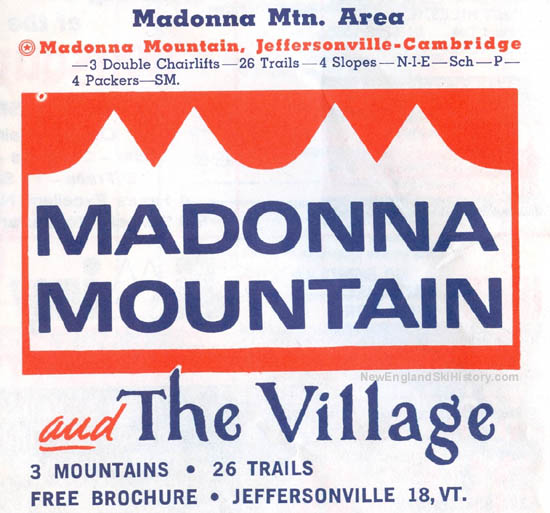 Madonna Mtn. Area
Madonna Mountain, Jeffersonville-Cambridge
—3 Double Chairlifts—26 Trails—4 Slopes—N-I-E—Sch—P—
4 Packers—SM.
MADONNA
MOUNTAIN
NewEnglandSkiHistory.com
and The Village
3 MOUNTAINS • 26 TRAILS
FREE BROCHURE • JEFFERSONVILLE 18, VT.